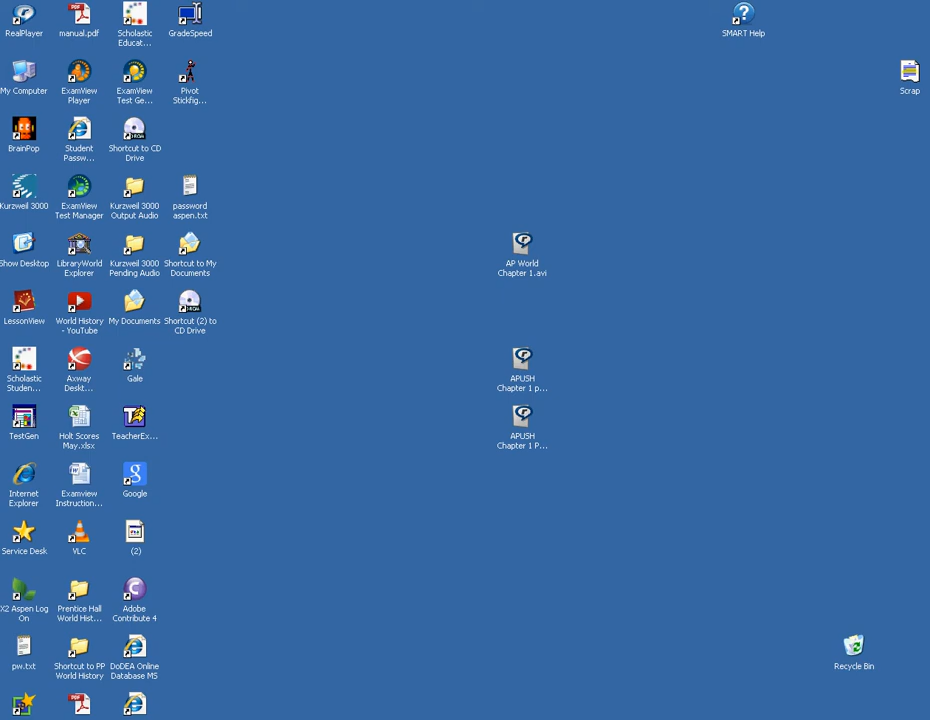 RealPlayer
manual.pdf
Scholastic
Educat...
GradeSpeed
SMART Help
My Computer
ExamView
Player
ExamView
Test Ge...
Pivot
Stickfig...
Scrap
BrainPop
Student
Passw...
Shortcut to CD
Drive
Kurzweil 3000
ExamView
Test Manager
Kurzweil 3000
Output Audio
password
aspen.txt
Show Desktop
LibraryWorld
Explorer
Kurzweil 3000
Pending Audio
Shortcut to My
Documents
AP World
Chapter 1.avi
LessonView
World History
- YouTube
My Documents
Shortcut (2) to
CD Drive
Scholastic
Studen...
Axway
Deskt...
Gale
APUSH
Chapter 1 p...
TestGen
Holt Scores
May.xlsx
TeacherEx...
APUSH
Chapter 1 P...
Internet
Explorer
Examview
Instruction...
Google
Service Desk
VLC
(2)
X2 Aspen Log
On
Prentice Hall
World Hist...
Adobe
Contribute 4
pw.txt
Shortcut to PP
World History
DoDEA Online
Database MS
Recycle Bin